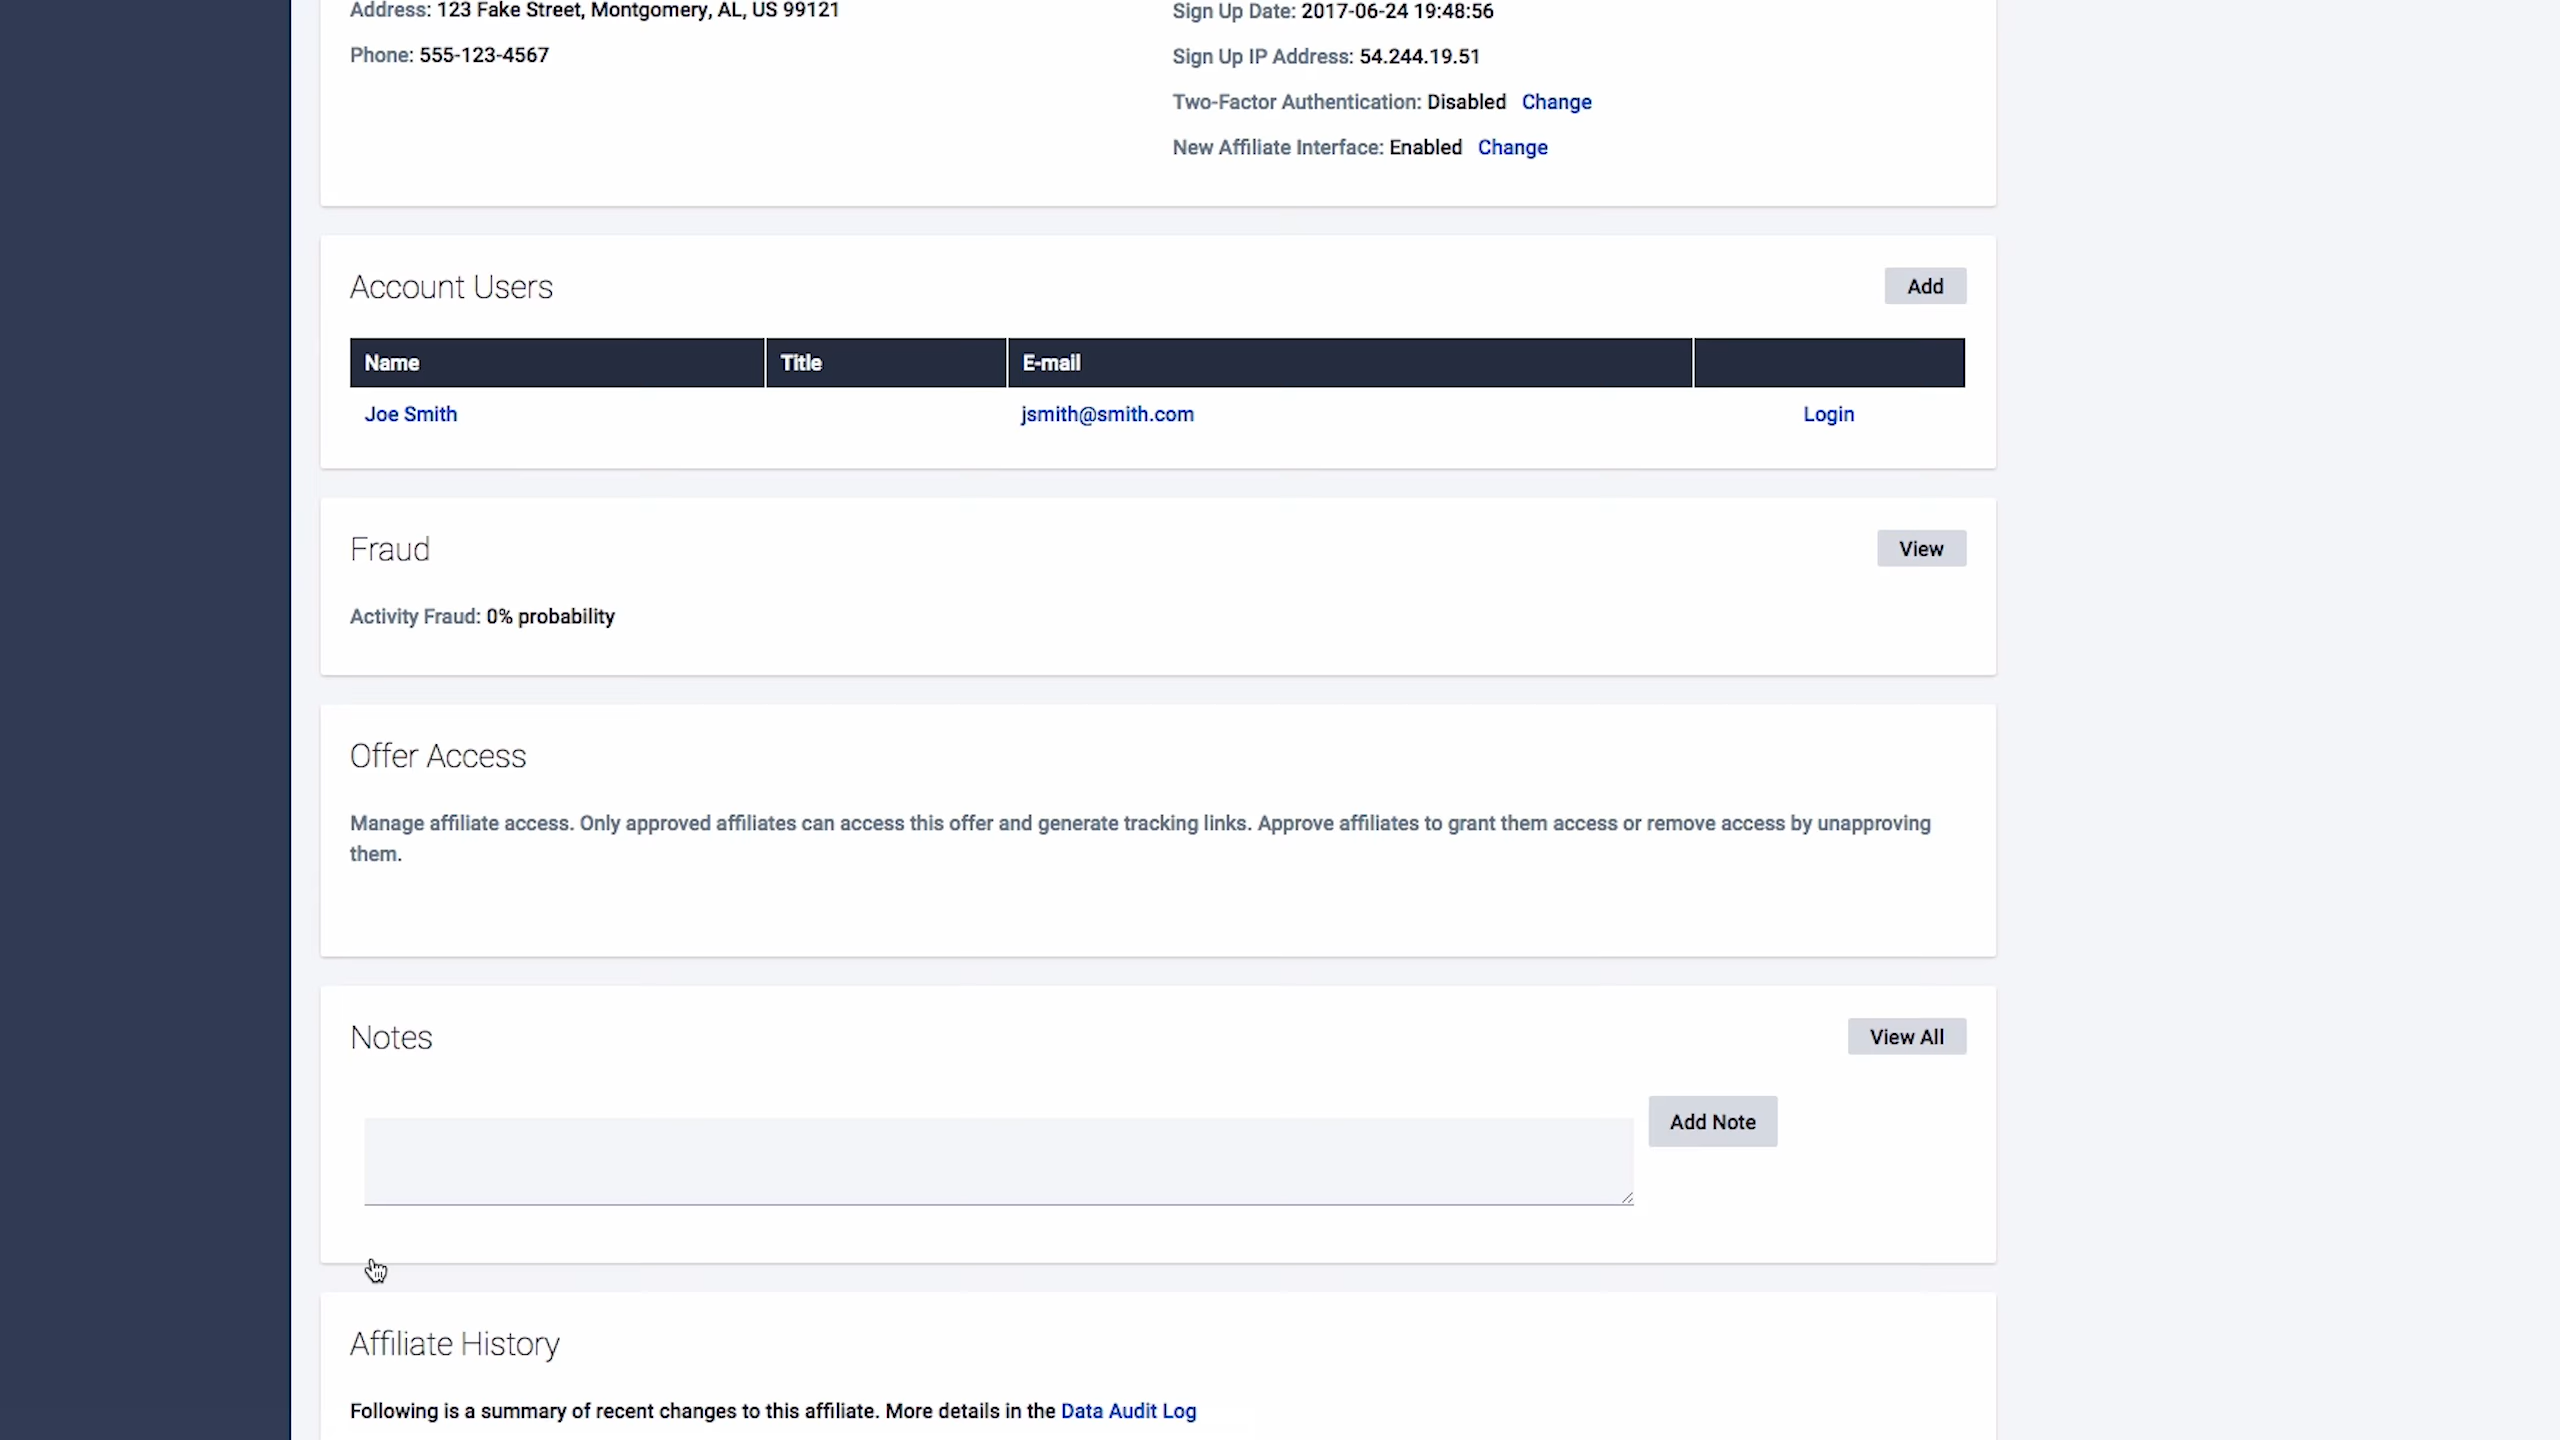 Address: 123 Fake Street, Montgomery, AL, US 99121
Phone: 555-123-4567
Sign Up Date: 2017-06-24 19:48:56
Sign Up IP Address: 54.244.19.51
Two-Factor Authentication: Disabled Change
New Affiliate Interface: Enabled Change
Account Users
Add
Name Title E-mail
Joe Smith jsmith@smith.com Login
Fraud
View
Activity Fraud: 0% probability
Offer Access
Manage affiliate access. Only approved affiliates can access this offer and generate tracking links. Approve affiliates to grant them access or remove access by unapproving
them.
Notes
View All
Add Note
Affiliate History
Following is a summary of recent changes to this affiliate. More details in the Data Audit Log